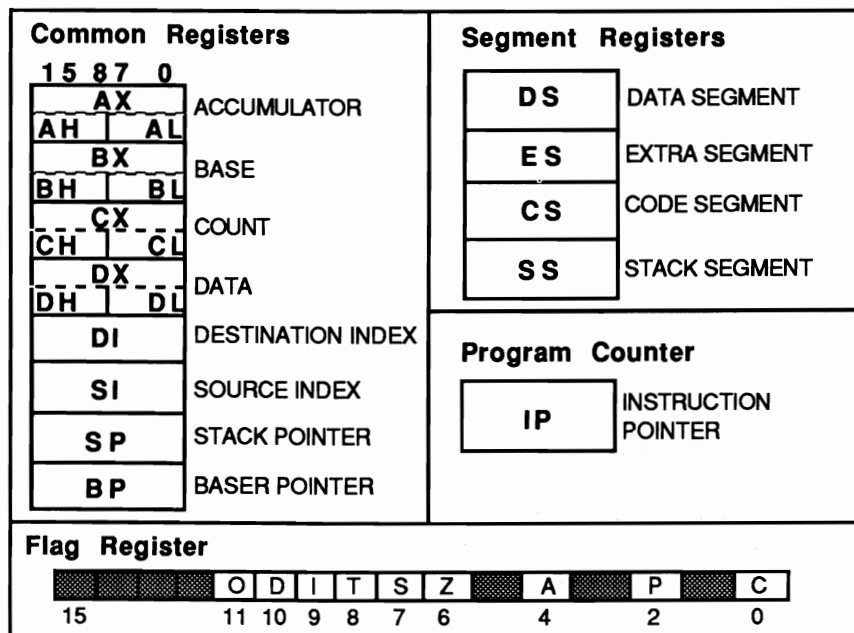 Common Registers
15 8 7 0
AX
AH AL
ACCUMULATOR
BX
BH BL
BASE
CX
CH CL
COUNT
DX
DH DL
DATA
DI
DESTINATION INDEX
SI
SOURCE INDEX
SP
STACK POINTER
BP
BASER POINTER
Segment Registers
DS
DATA SEGMENT
ES
EXTRA SEGMENT
CS
CODE SEGMENT
SS
STACK SEGMENT
Program Counter
IP
INSTRUCTION
POINTER
Flag Register
O D I T S Z A P C
15 11 10 9 8 7 6 4 2 0